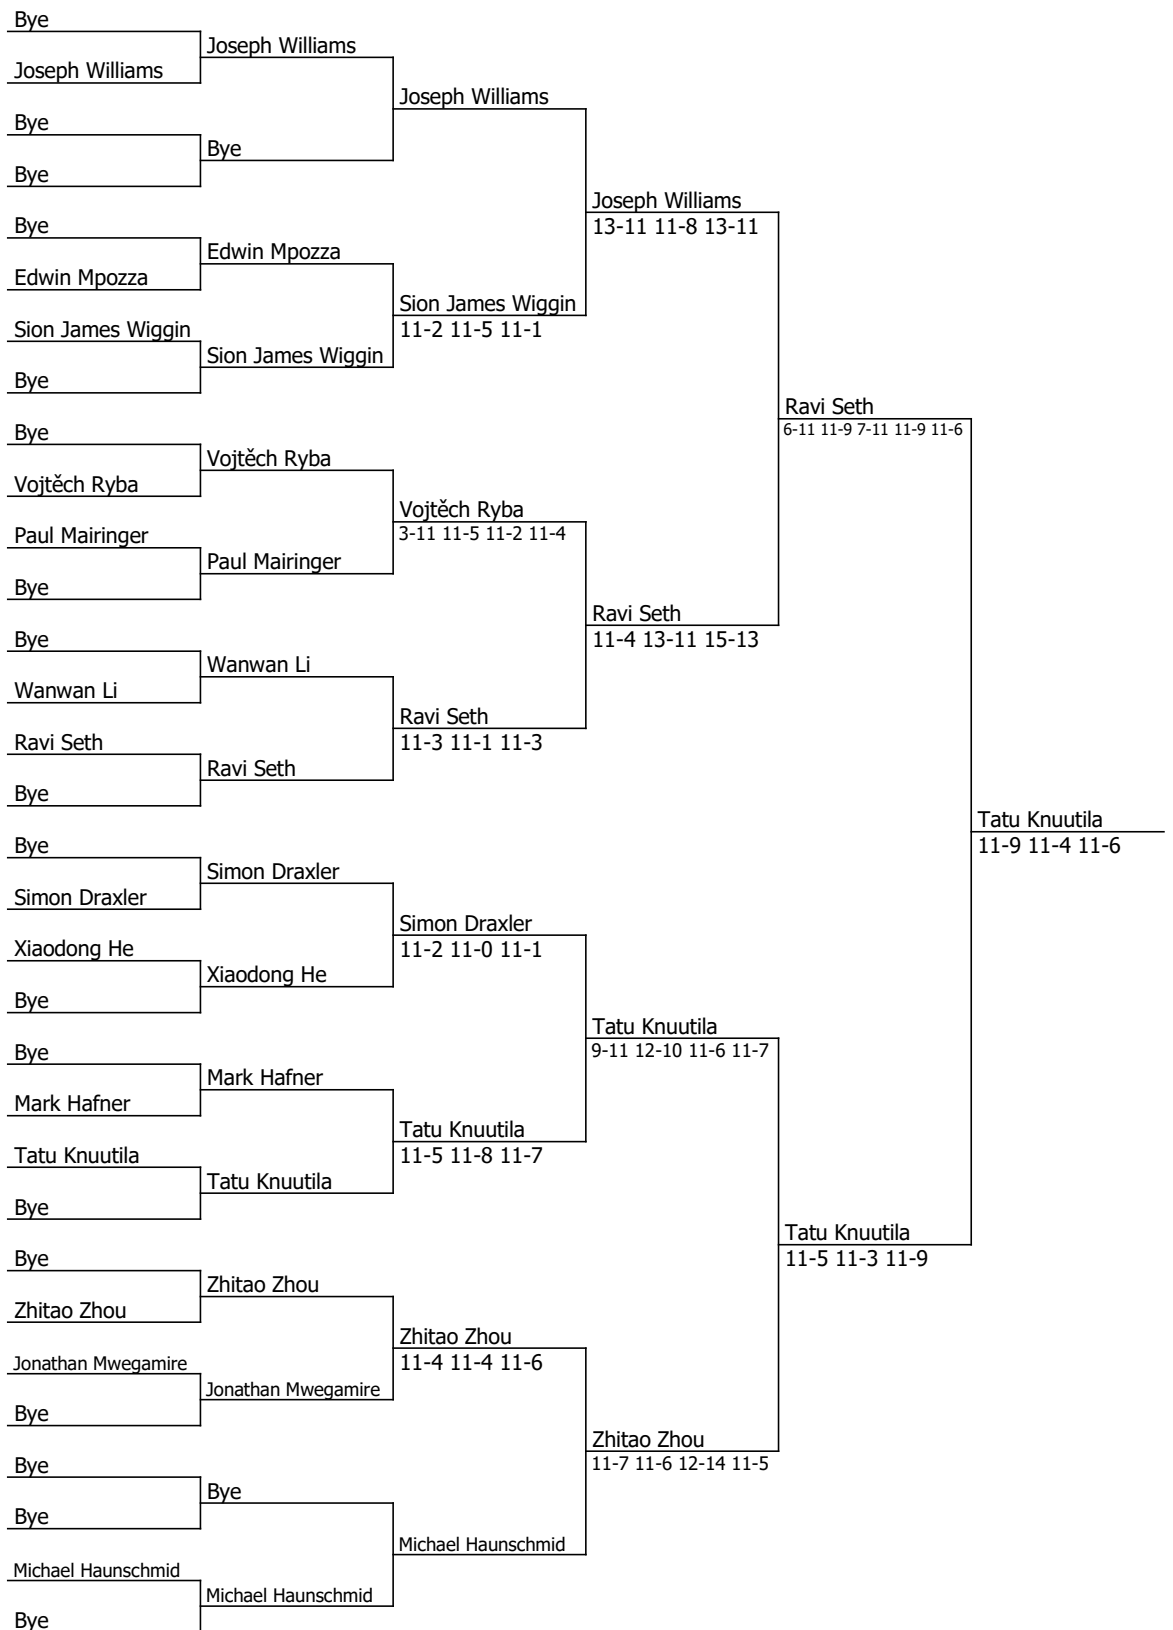 Bye
Joseph Williams
Bye
Bye
Bye
Edwin Mpozza
Sion James Wiggin
Bye
Bye
Vojtěch Ryba
Paul Mairinger
Bye
Bye
Wanwan Li
Ravi Seth
Bye
Bye
Simon Draxler
Xiaodong He
Bye
Bye
Mark Hafner
Tatu Knuutila
Bye
Bye
Zhitao Zhou
Jonathan Mwegamire
Bye
Bye
Bye
Michael Haunschmid
Bye
Joseph Williams
Bye
Edwin Mpozza
Sion James Wiggin
Vojtěch Ryba
Paul Mairinger
Wanwan Li
Ravi Seth
Simon Draxler
Xiaodong He
Mark Hafner
Tatu Knuutila
Zhitao Zhou
Jonathan Mwegamire
Bye
Michael Haunschmid
Joseph Williams
Sion James Wiggin
11-2 11-5 11-1
Vojtěch Ryba
3-11 11-5 11-2 11-4
Ravi Seth
11-3 11-1 11-3
Simon Draxler
11-2 11-0 11-1
Tatu Knuutila
11-5 11-8 11-7
Zhitao Zhou
11-4 11-4 11-6
Michael Haunschmid
Joseph Williams
13-11 11-8 13-11
Ravi Seth
11-4 13-11 15-13
Tatu Knuutila
9-11 12-10 11-6 11-7
Zhitao Zhou
11-7 11-6 12-14 11-5
Ravi Seth
6-11 11-9 7-11 11-9 11-6
Tatu Knuutila
11-5 11-3 11-9
Tatu Knuutila
11-9 11-4 11-6